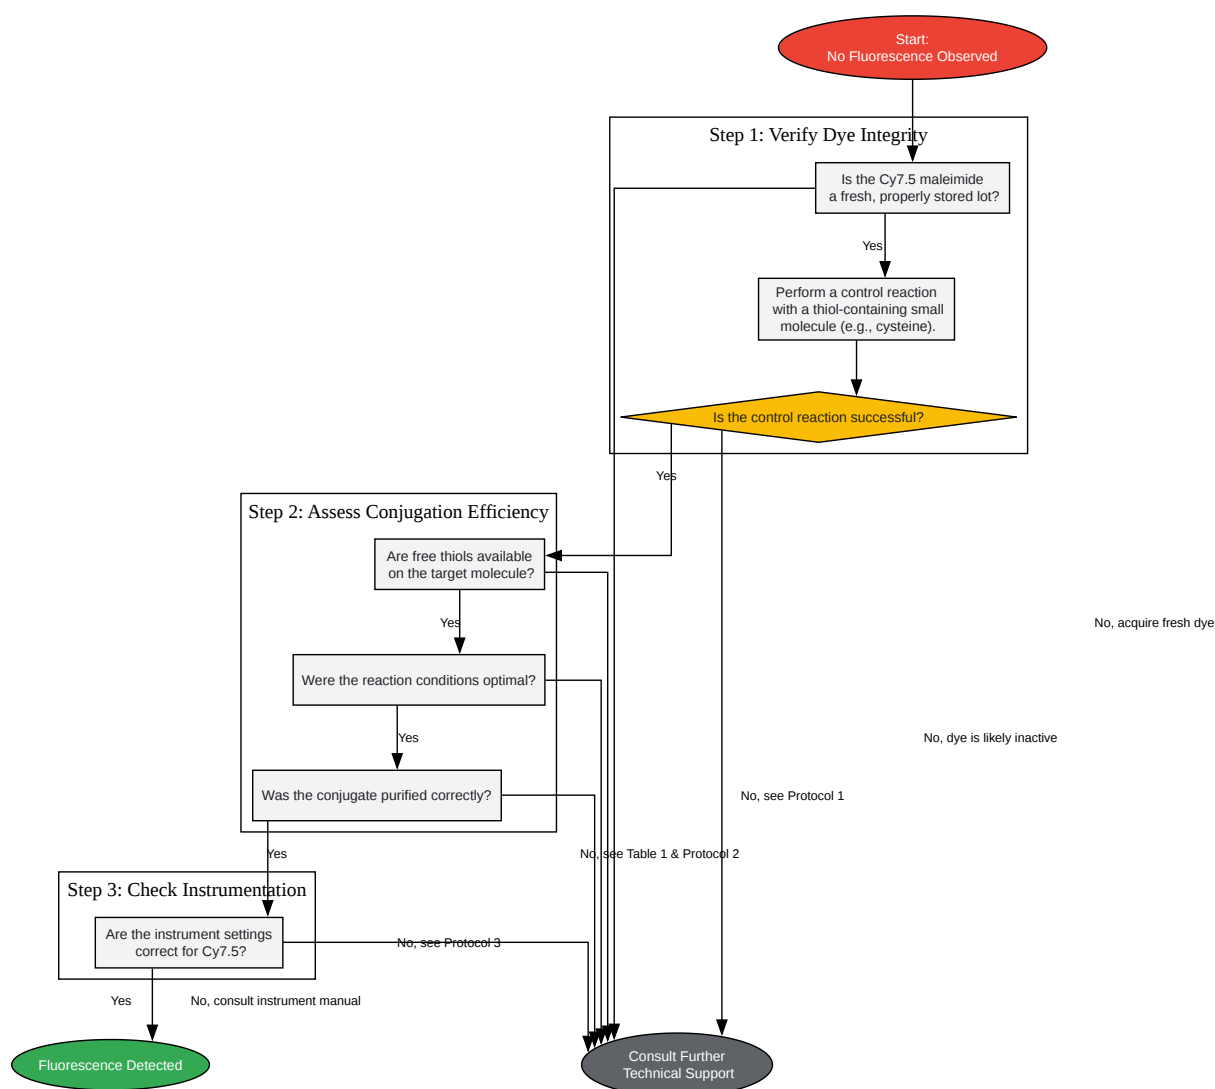 Start:
No Fluorescence Observed
Step 1: Verify Dye Integrity
Is the Cy7.5 maleimide
a fresh, properly stored lot?
Yes
Perform a control reaction
with a thiol-containing small
molecule (e.g., cysteine).
Is the control reaction successful?
Yes
Step 2: Assess Conjugation Efficiency
Are free thiols available
on the target molecule?
Yes
No, acquire fresh dye
Were the reaction conditions optimal?
Yes
No, dye is likely inactive
Was the conjugate purified correctly?
No, see Protocol 1
Yes
No, see Table 1 & Protocol 2
Step 3: Check Instrumentation
Are the instrument settings
correct for Cy7.5?
No, see Protocol 3
Yes
No, consult instrument manual
Fluorescence Detected
Consult Further
Technical Support